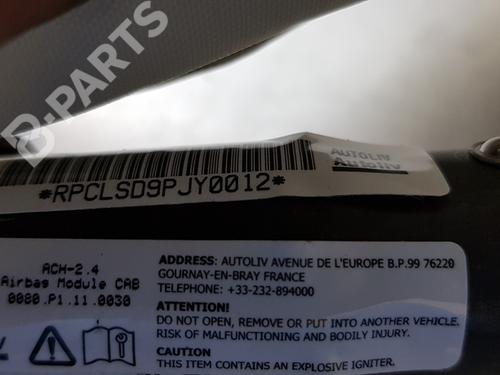 B-PARTS
AUTOLIV
Autoliv
*RPCLSD9PJY0012*
ACH-2.4
Airbag Module CAB
0080.P1.11.0030
ADDRESS: AUTOLIV AVENUE DE L'EUROPE B.P.99 76220
GOURNAY-EN-BRAY FRANCE
TELEPHONE: +33-232-894000
ATTENTION!
DO NOT OPEN, REMOVE OR PUT INTO ANOTHER VEHICLE.
RISK OF MALFUNCTIONING AND BODILY INJURY.
CAUTION
THIS ITEM CONTAINS AN EXPLOSIVE IGNITER.